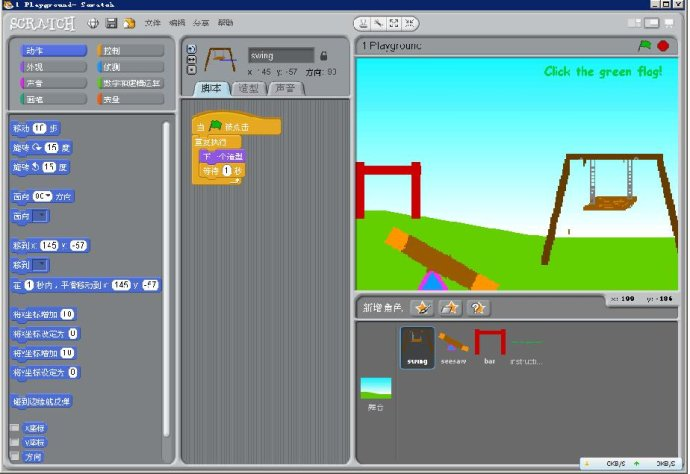 1 Playground- Scratch
SCRATCH
文件 编辑 分享 帮助
动作 控制
外观 侦测
声音 数字和逻辑运算
画笔 变量
移动 10 步
旋转 15 度
旋转 15 度
面向 90 方向
面向
移到 x: 145 y: -57
移到
在 1 秒内，平滑移动到 x: 145 y: -57
将x坐标增加 10
将x坐标设定为 0
将y坐标增加 10
将y坐标设定为 0
碰到边缘就反弹
x坐标
y坐标
方向
swing
x: 145 y: -57 方向: 90
脚本 造型 声音
当 被点击
重复执行
下一个造型
等待 1 秒
1 Playground
Click the green flag!
x: 199 y: -186
新增角色:
swing seesaw bar instructi...
舞台
0KB/S 0KB/S